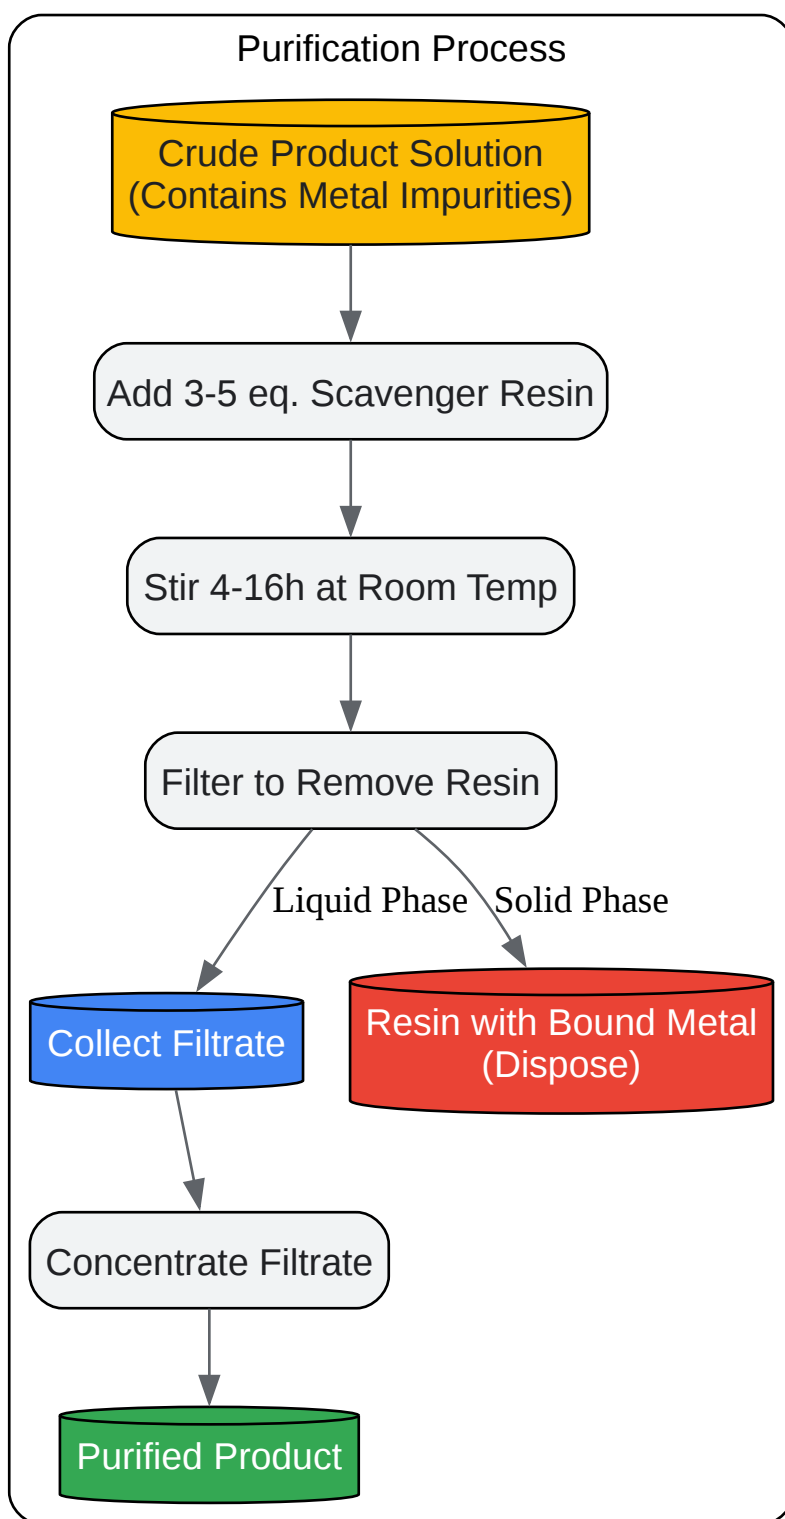 Purification Process
Crude Product Solution
(Contains Metal Impurities)
Add 3-5 eq. Scavenger Resin
Stir 4-16h at Room Temp
Filter to Remove Resin
Liquid Phase
Solid Phase
Collect Filtrate
Resin with Bound Metal
(Dispose)
Concentrate Filtrate
Purified Product